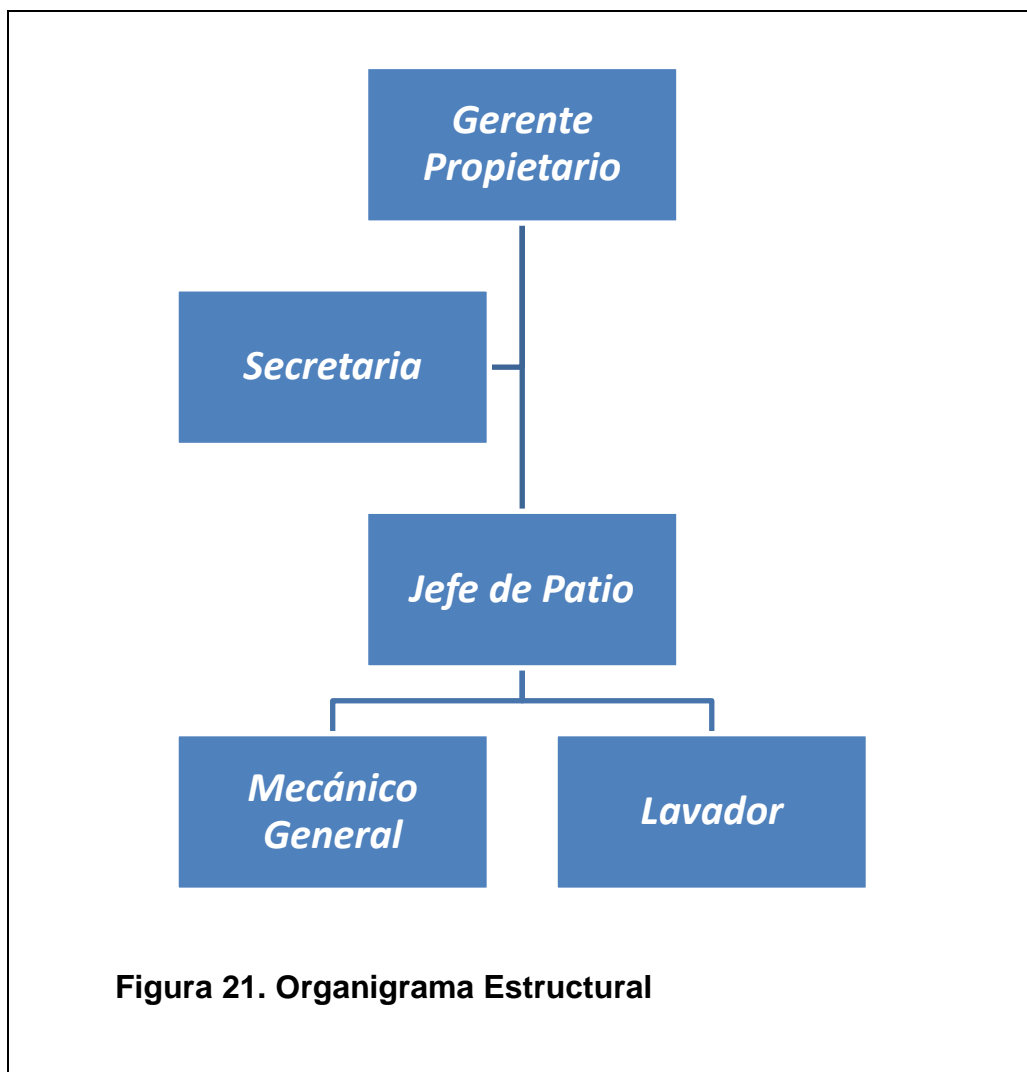 Gerente
Propietario
Secretaria
Jefe de Patio
Mecánico
General
Lavador
Figura 21. Organigrama Estructural